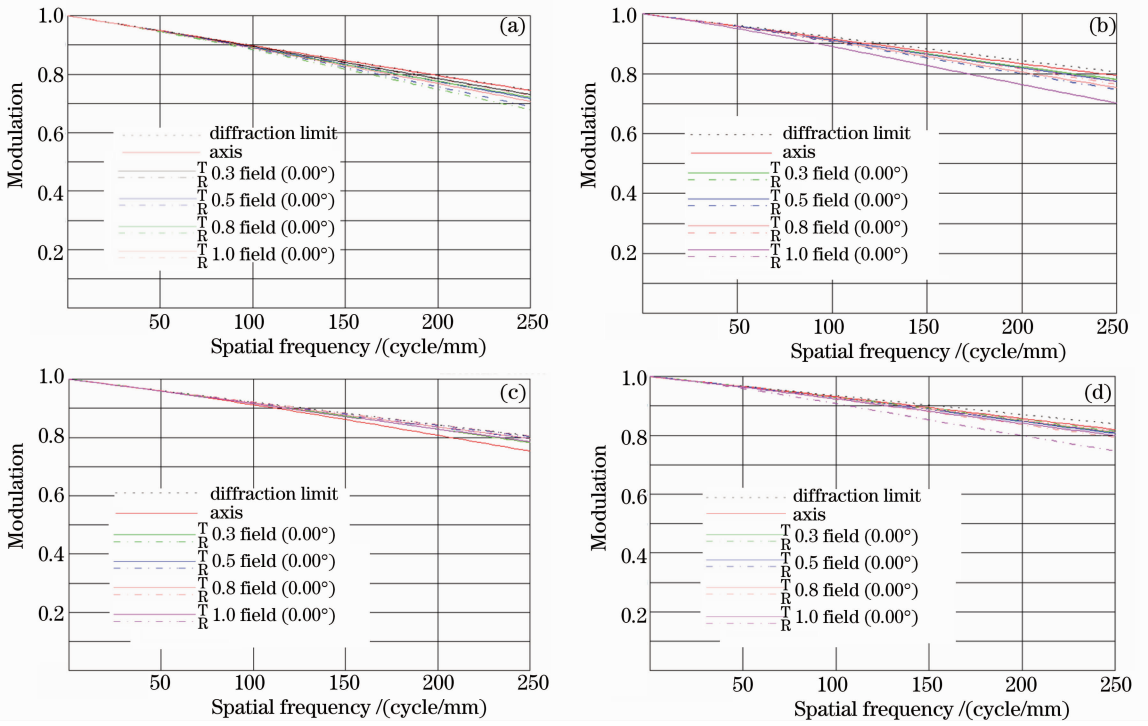 (a)
1.0
0.8
0.6
0.4
0.2
Modulation
diffraction limit
axis
T
R 0.3 field (0.00°)
T
R 0.5 field (0.00°)
T
R 0.8 field (0.00°)
T
R 1.0 field (0.00°)
50 100 150 200 250
Spatial frequency /(cycle/mm)
(b)
1.0
0.8
0.6
0.4
0.2
Modulation
diffraction limit
axis
T
R 0.3 field (0.00°)
T
R 0.5 field (0.00°)
T
R 0.8 field (0.00°)
T
R 1.0 field (0.00°)
50 100 150 200 250
Spatial frequency /(cycle/mm)
(c)
1.0
0.8
0.6
0.4
0.2
Modulation
diffraction limit
axis
T
R 0.3 field (0.00°)
T
R 0.5 field (0.00°)
T
R 0.8 field (0.00°)
T
R 1.0 field (0.00°)
50 100 150 200 250
Spatial frequency /(cycle/mm)
(d)
1.0
0.8
0.6
0.4
0.2
Modulation
diffraction limit
axis
T
R 0.3 field (0.00°)
T
R 0.5 field (0.00°)
T
R 0.8 field (0.00°)
T
R 1.0 field (0.00°)
50 100 150 200 250
Spatial frequency /(cycle/mm)